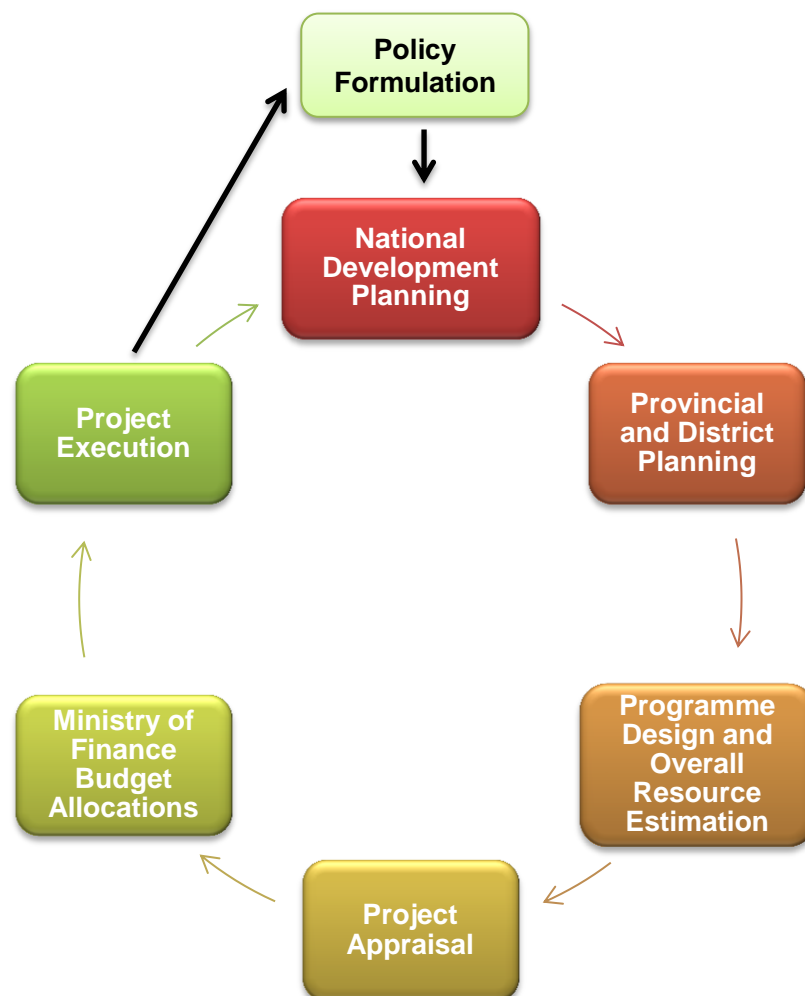 Policy
Formulation
National
Development
Planning
Provincial
and District
Planning
Programme
Design and
Overall
Resource
Estimation
Project
Appraisal
Ministry of
Finance
Budget
Allocations
Project
Execution